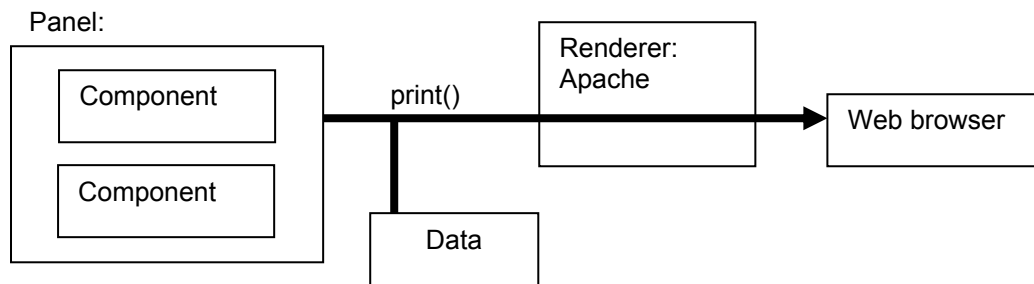 Panel:
Component
Component
print()
Data
Renderer:
Apache
Web browser